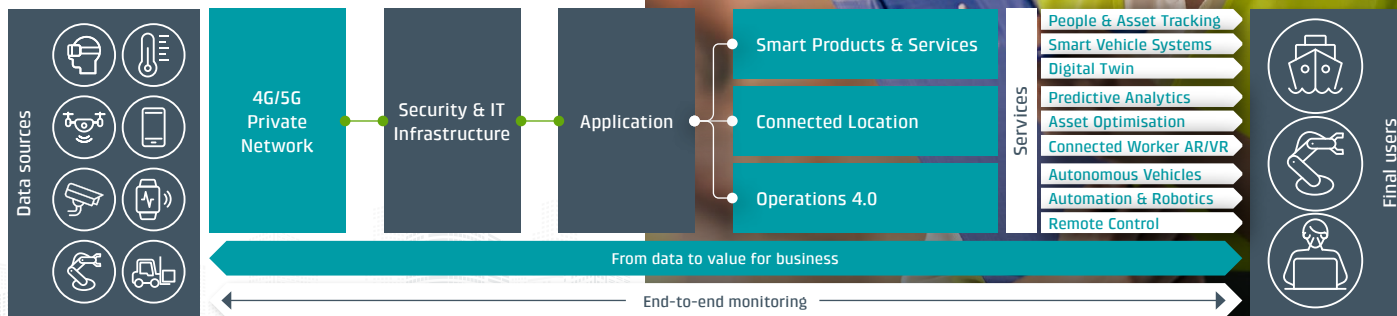 Data sources
4G/5G
Private
Network
Security & IT
Infrastructure
Application
Smart Products & Services
Connected Location
Operations 4.0
Services
People & Asset Tracking
Smart Vehicle Systems
Digital Twin
Predictive Analytics
Asset Optimisation
Connected Worker AR/VR
Autonomous Vehicles
Automation & Robotics
Remote Control
Final users
From data to value for business
End-to-end monitoring